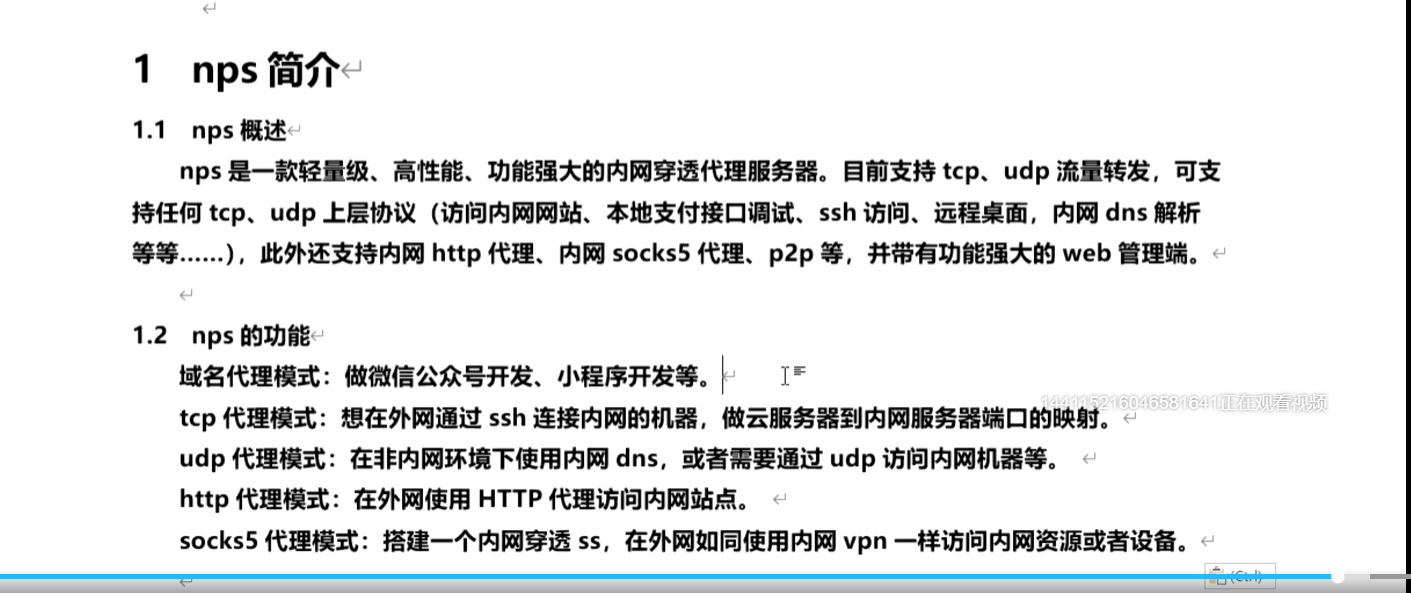 1 nps 简介
1.1 nps 概述
nps 是一款轻量级、高性能、功能强大的内网穿透代理服务器。目前支持 tcp、udp 流量转发，可支
持任何 tcp、udp 上层协议（访问内网网站、本地支付接口调试、ssh 访问、远程桌面，内网 dns 解析
等等……），此外还支持内网 http 代理、内网 socks5 代理、p2p 等，并带有功能强大的 web 管理端。
1.2 nps 的功能
域名代理模式：做微信公众号开发、小程序开发等。
144115216046581641正在观看视频
tcp 代理模式：想在外网通过 ssh 连接内网的机器，做云服务器到内网服务器端口的映射。
udp 代理模式：在非内网环境下使用内网 dns，或者需要通过 udp 访问内网机器等。
http 代理模式：在外网使用 HTTP 代理访问内网站点。
socks5 代理模式：搭建一个内网穿透 ss，在外网如同使用内网 vpn 一样访问内网资源或者设备。
(Ctrl)